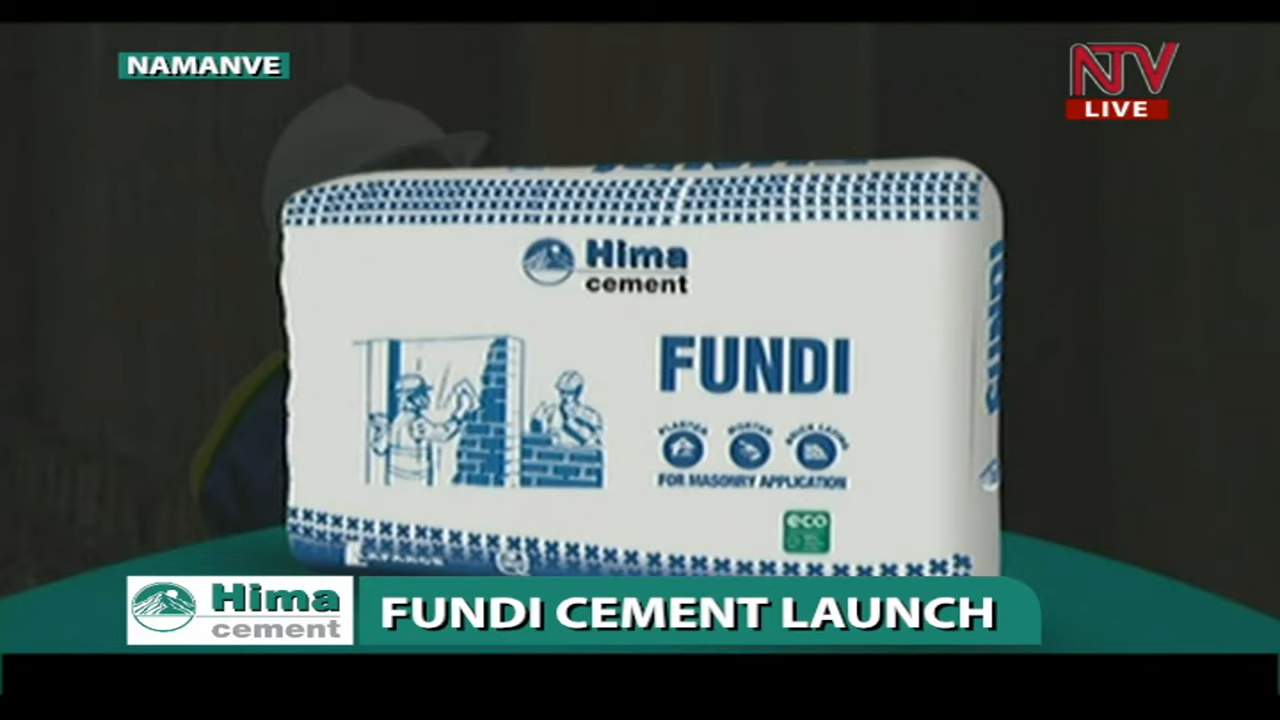 NAMANVE
NTV
LIVE
Hima
cement
FUNDI
PLASTER
MORTAR
BRICK LAYING
FOR MASONRY APPLICATION
eco
Hima
cement
FUNDI CEMENT LAUNCH